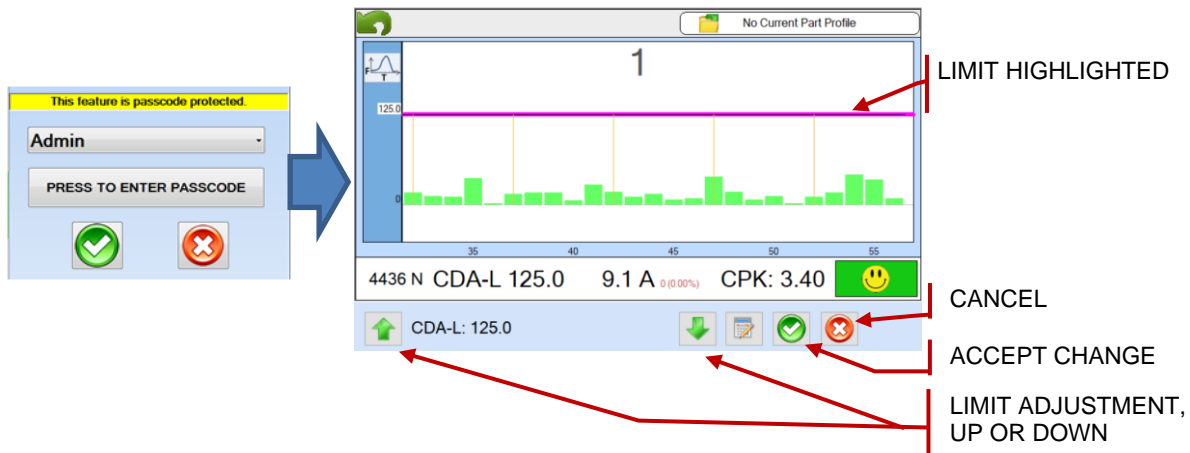 This feature is passcode protected.
Admin
PRESS TO ENTER PASSCODE
No Current Part Profile
F
T
1
125.0
0
35 40 45 50 55
4436 N CDA-L 125.0 9.1 A 0 (0.00%) CPK: 3.40
CDA-L: 125.0
LIMIT HIGHLIGHTED
CANCEL
ACCEPT CHANGE
LIMIT ADJUSTMENT,
UP OR DOWN